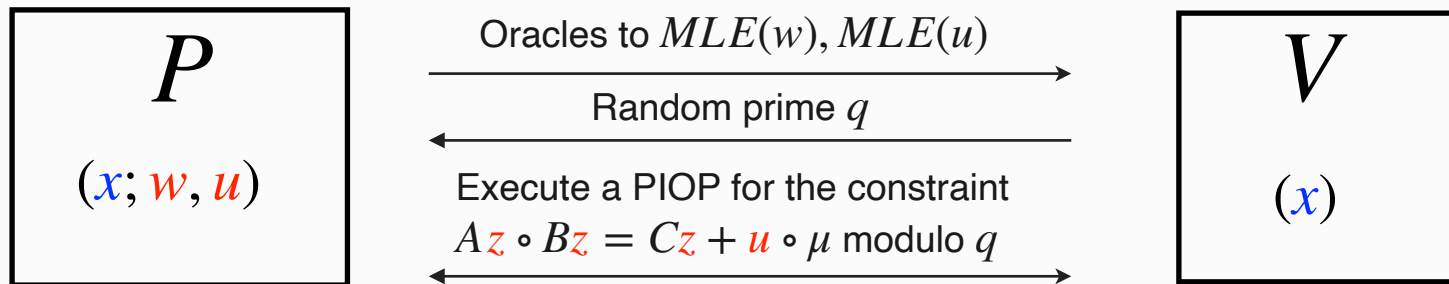 P
(x; w, u)
Oracles to MLE(w), MLE(u)
Random prime q
Execute a PIOP for the constraint
Az ∘ Bz = Cz + u ∘ μ modulo q
V
(x)